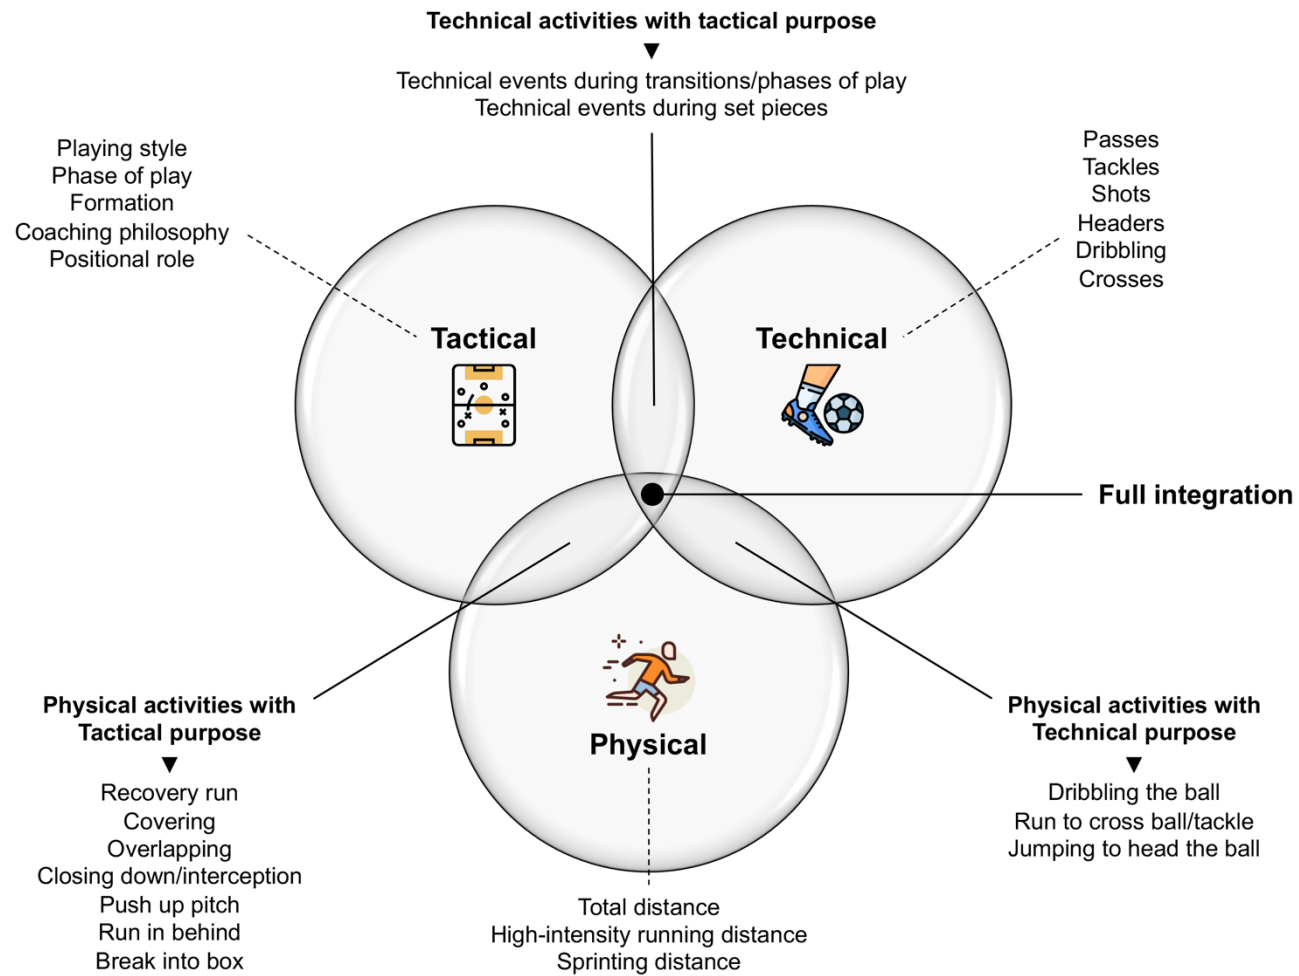 Technical activities with tactical purpose
Technical events during transitions/phases of play
Technical events during set pieces
Playing style
Phase of play
Formation
Coaching philosophy
Positional role
Passes
Tackles
Shots
Headers
Dribbling
Crosses
Tactical
Technical
Full integration
Physical
Physical activities with
Tactical purpose
Recovery run
Covering
Overlapping
Closing down/interception
Push up pitch
Run in behind
Break into box
Physical activities with
Technical purpose
Dribbling the ball
Run to cross ball/tackle
Jumping to head the ball
Total distance
High-intensity running distance
Sprinting distance